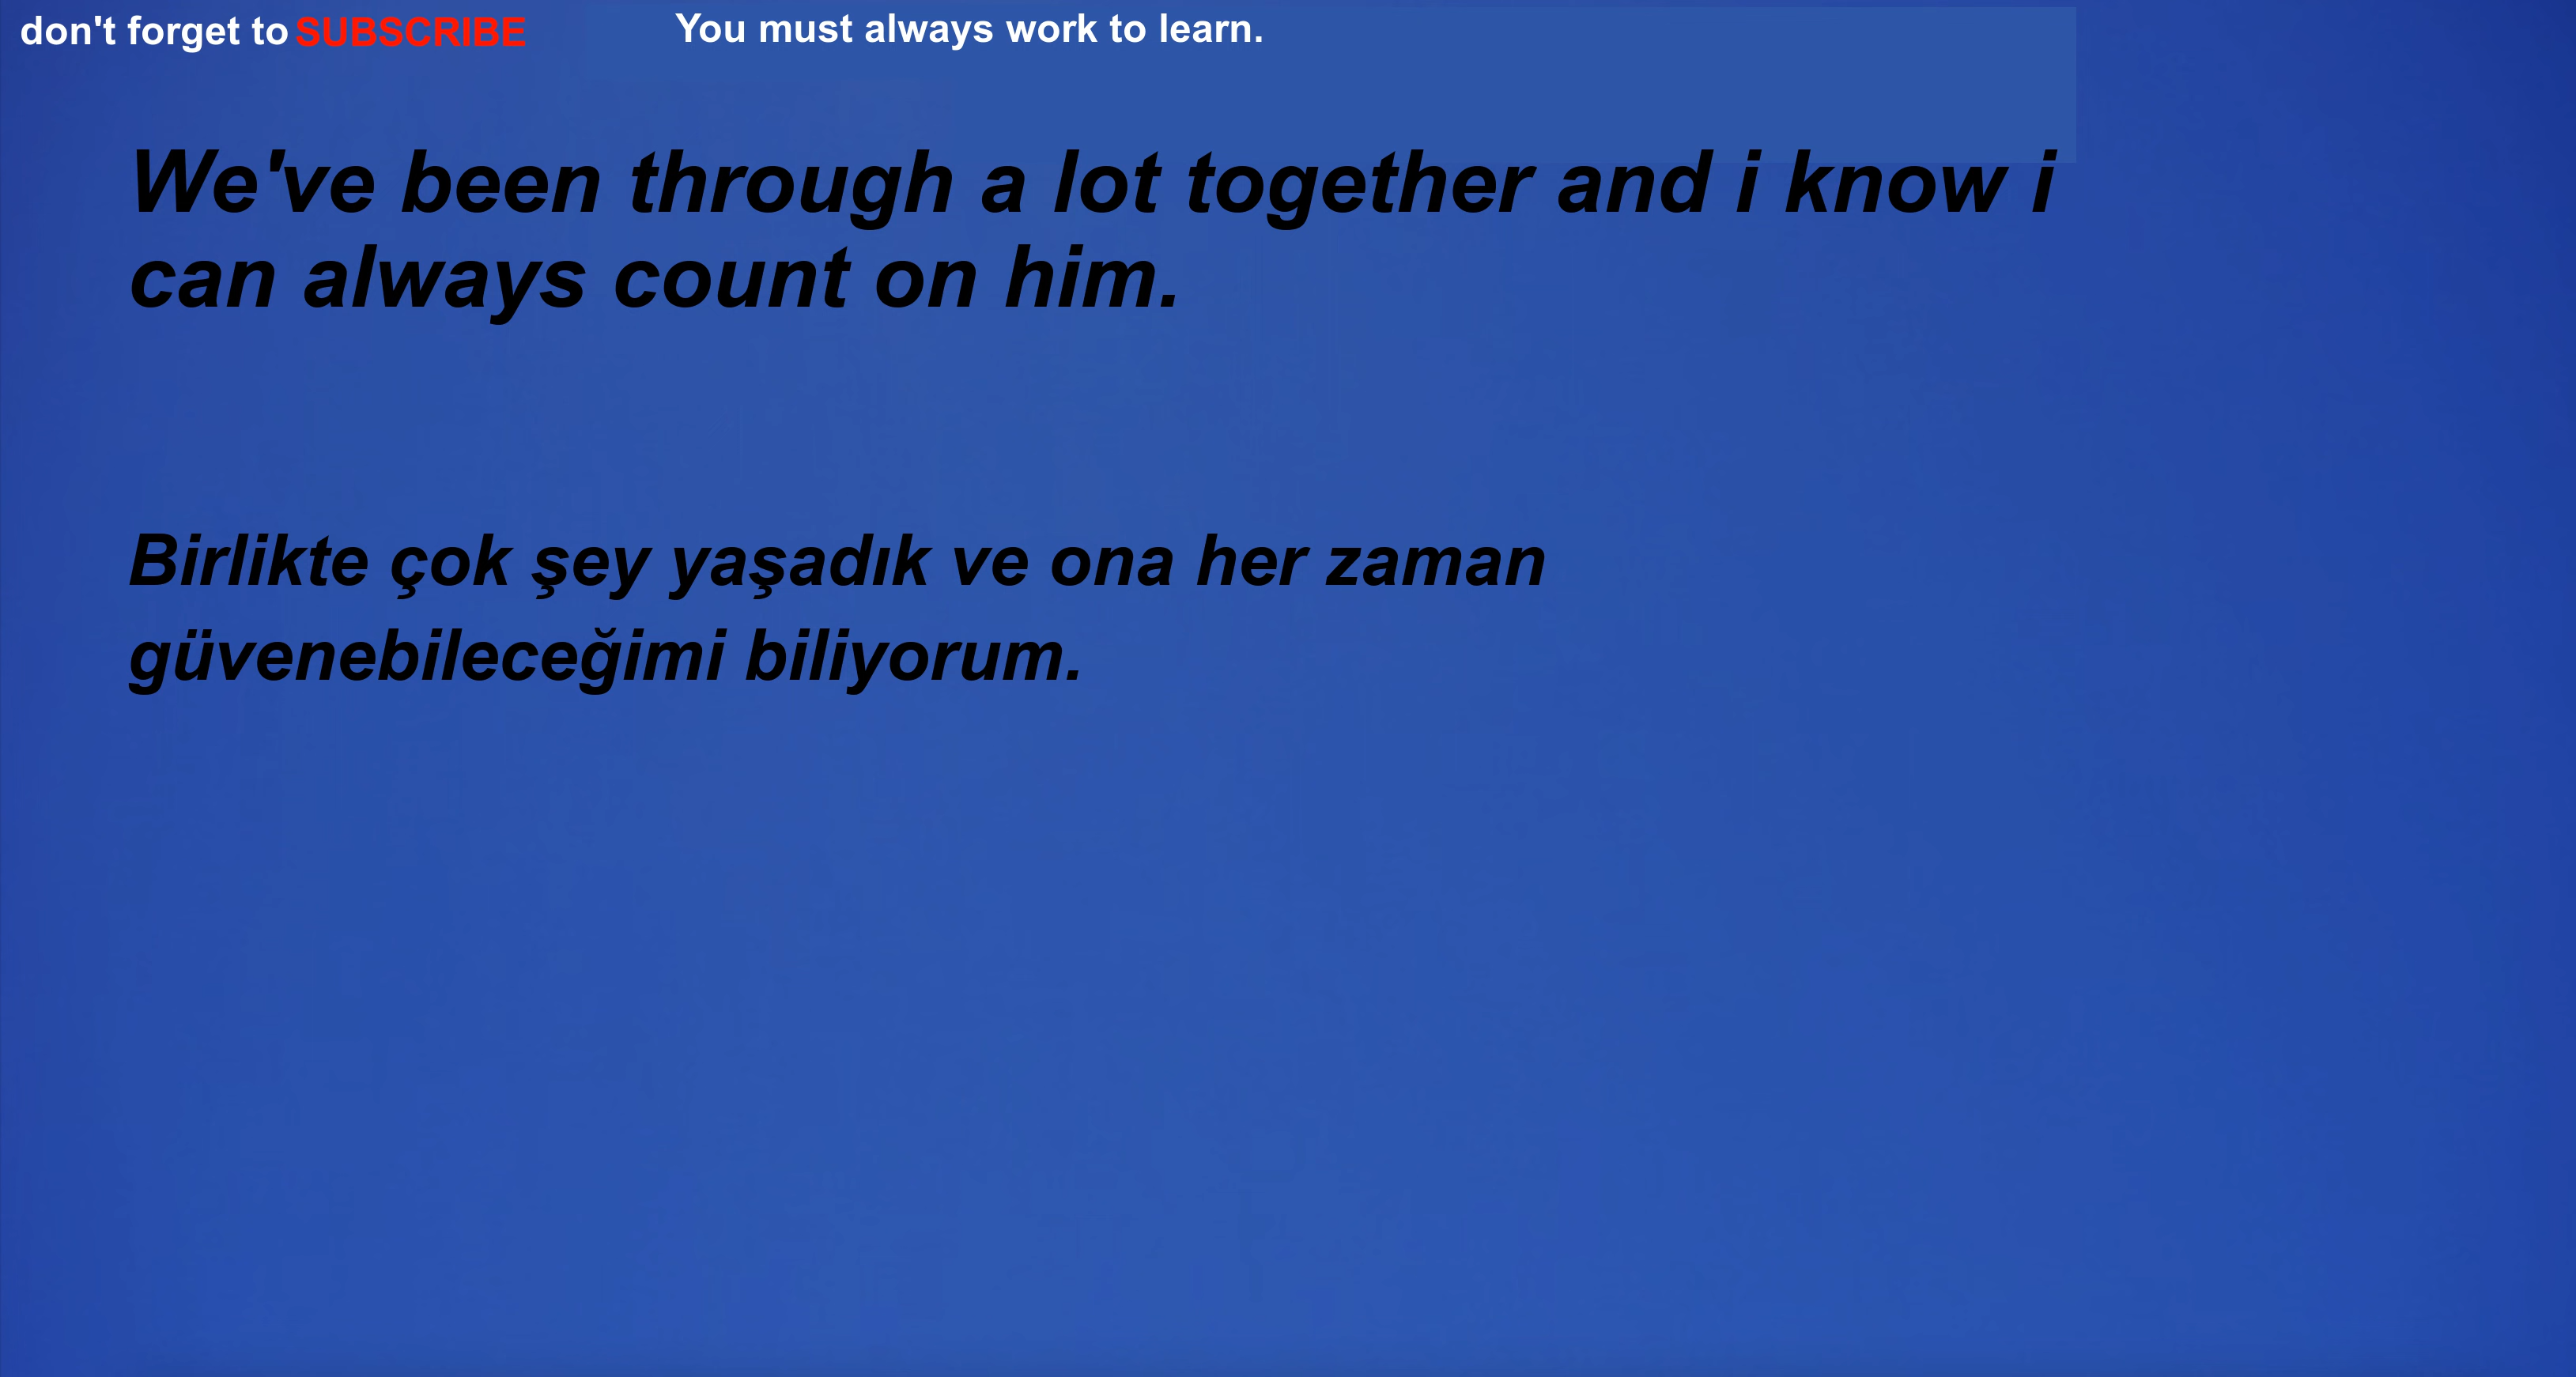 don't forget to SUBSCRIBE
You must always work to learn.
We've been through a lot together and i know i
can always count on him.
Birlikte çok şey yaşadık ve ona her zaman
güvenebileceğimi biliyorum.